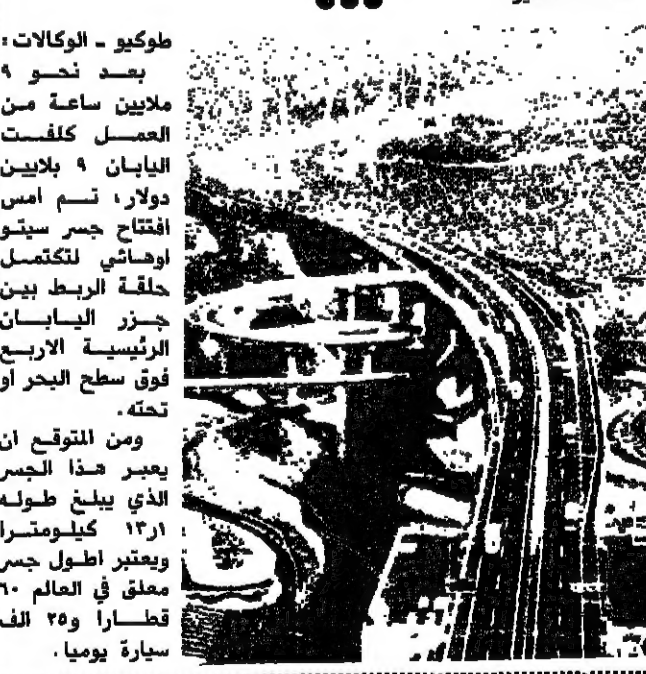 طوكيو ـ الوكالات :
بعد نحو ٩
ملايين ساعة من
العمل كلفت
اليابان ٩ بلايين
دولار، تم امس
افتتاح جسر سيتو
اوهاشي لتكتمل
حلقة الربط بين
جزر اليابان
الرئيسية الاربع
فوق سطح البحر او
تحته.
ومن المتوقع ان
يعبر هذا الجسر
الذي يبلغ طوله
١ر١٣ كيلومترا
ويعتبر اطول جسر
معلق في العالم ٦٠
قطارا و٢٥ الف
سيارة يوميا.